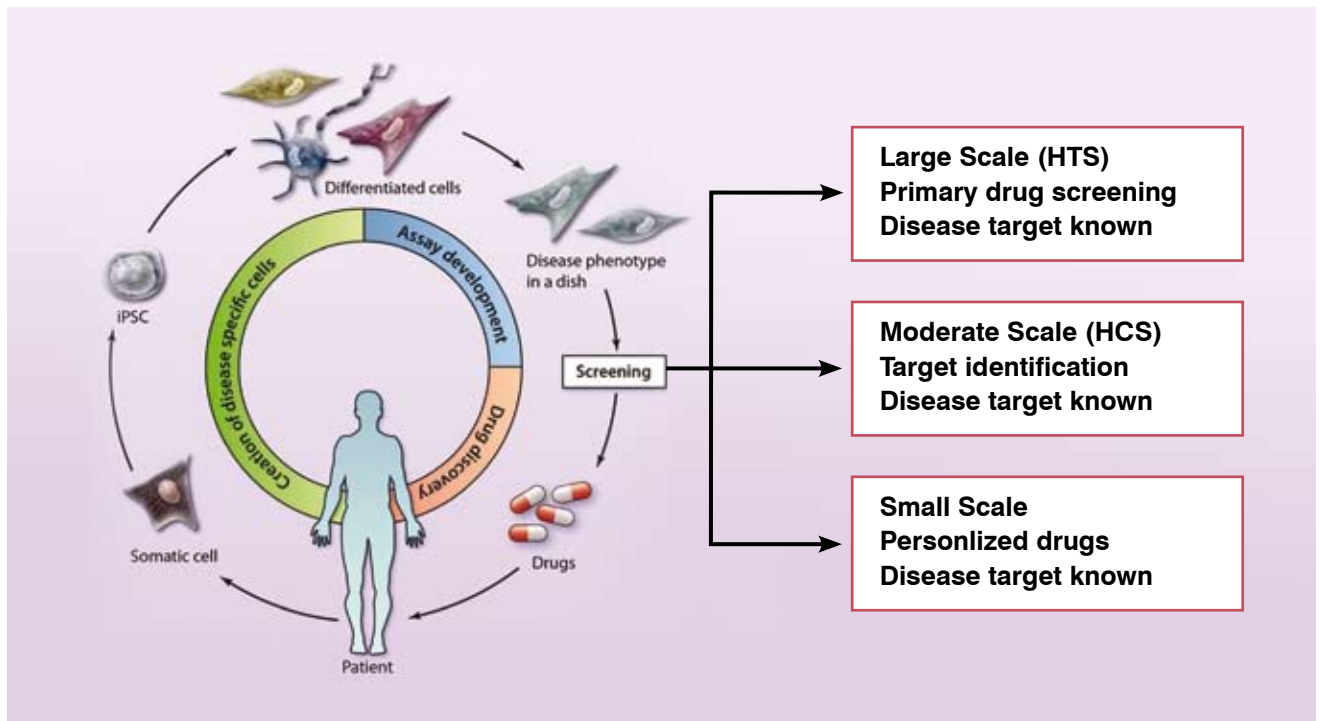 Differentiated cells
Disease phenotype
in a dish
Screening
Drugs
Patient
Somatic cell
iPSC
Creation of disease specific cells
Assay development
Drug discovery
Large Scale (HTS)
Primary drug screening
Disease target known
Moderate Scale (HCS)
Target identification
Disease target known
Small Scale
Personlized drugs
Disease target known